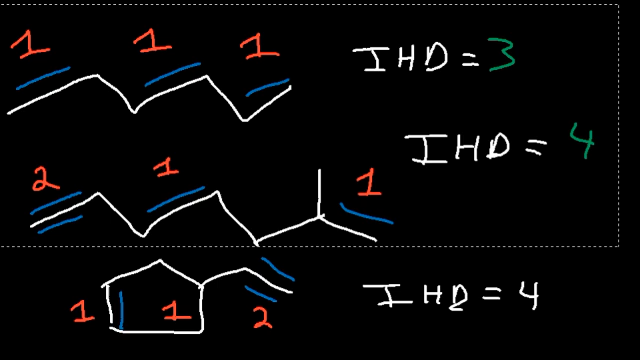 1 1 1 IHD = 3
2 1 1 IHD = 4
1 1 2 IHD = 4